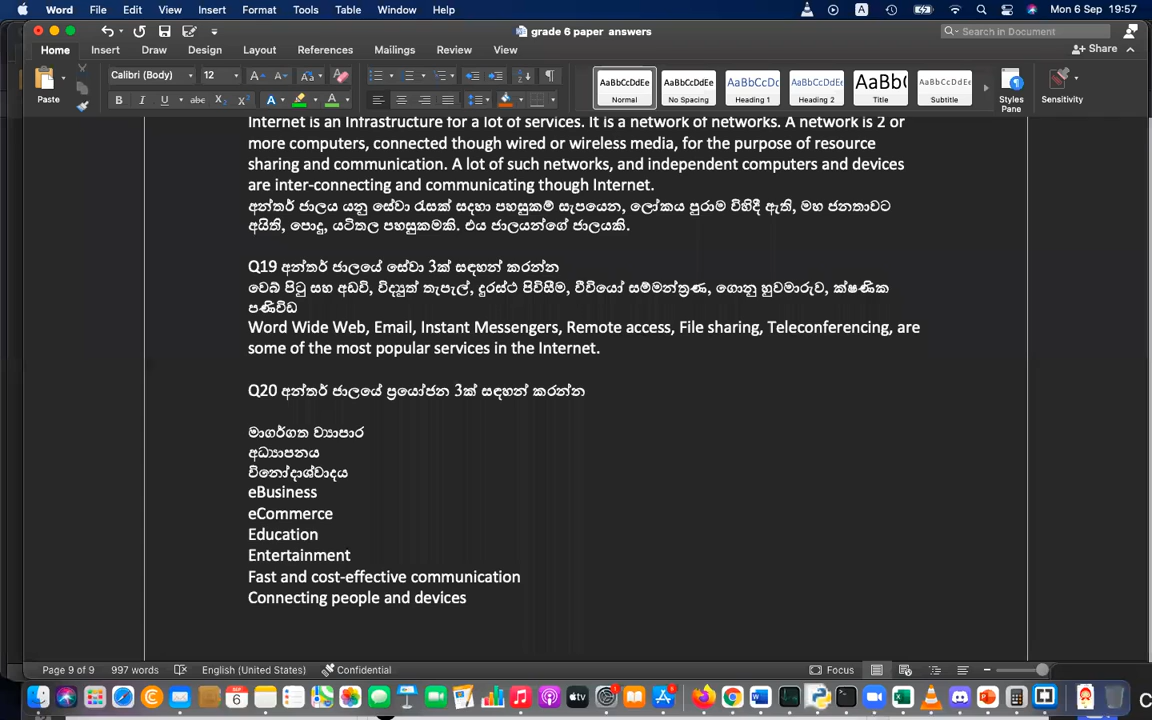 Word File Edit View Insert Format Tools Table Window Help A Mon 6 Sep 19:57
grade 6 paper answers Search in Document
Home Insert Draw Design Layout References Mailings Review View Share
Paste Calibri (Body) 12
AaBbCcDdEe AaBbCcDdEe AaBbCcDc AaBbCcDdEe AaBb( AaBbCcDdEe
Normal No Spacing Heading 1 Heading 2 Title Subtitle Styles Pane Sensitivity
Internet is an Infrastructure for a lot of services. It is a network of networks. A network is 2 or
more computers, connected though wired or wireless media, for the purpose of resource
sharing and communication. A lot of such networks, and independent computers and devices
are inter-connecting and communicating though Internet.
අන්තර් ජාලය යනු සේවා රැසක් සදහා පහසුකම් සැපයෙන, ලෝකය පුරාම විහිදී ඇති, මහ ජනතාවට
අයිති, පොදු, යටිතල පහසුකමකි. එය ජාලයන්ගේ ජාලයකි.
Q19 අන්තර් ජාලයේ සේවා 3ක් සඳහන් කරන්න
වෙබ් පිටු සහ අඩවි, විද්‍යුත් තැපැල්, දුරස්ථ පිවිසීම, වීඩියෝ සම්මන්ත්‍රණ, ගොනු හුවමාරුව, ක්ෂණික
පණිවිඩ
Word Wide Web, Email, Instant Messengers, Remote access, File sharing, Teleconferencing, are
some of the most popular services in the Internet.
Q20 අන්තර් ජාලයේ ප්‍රයෝජන 3ක් සඳහන් කරන්න
මාගර්ගත ව්‍යාපාර
අධ්‍යාපනය
විනෝදාශ්වාදය
eBusiness
eCommerce
Education
Entertainment
Fast and cost-effective communication
Connecting people and devices
Page 9 of 9 997 words English (United States) Confidential Focus